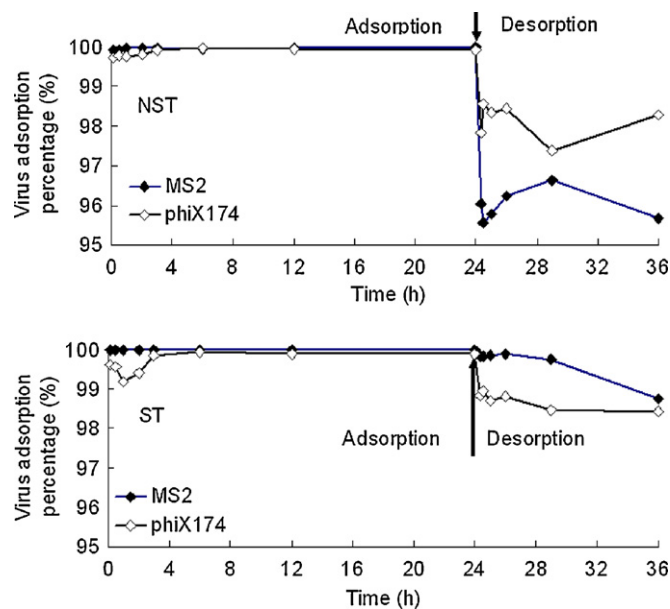 Adsorption Desorption
Virus adsorption
percentage (%)
100
99
98
97
96
95
NST
MS2
phiX174
0 4 8 12 16 20 24 28 32 36
Time (h)
Virus adsorption
percentage (%)
100
99
98
97
96
95
ST
Adsorption Desorption
MS2
phiX174
0 4 8 12 16 20 24 28 32 36
Time (h)